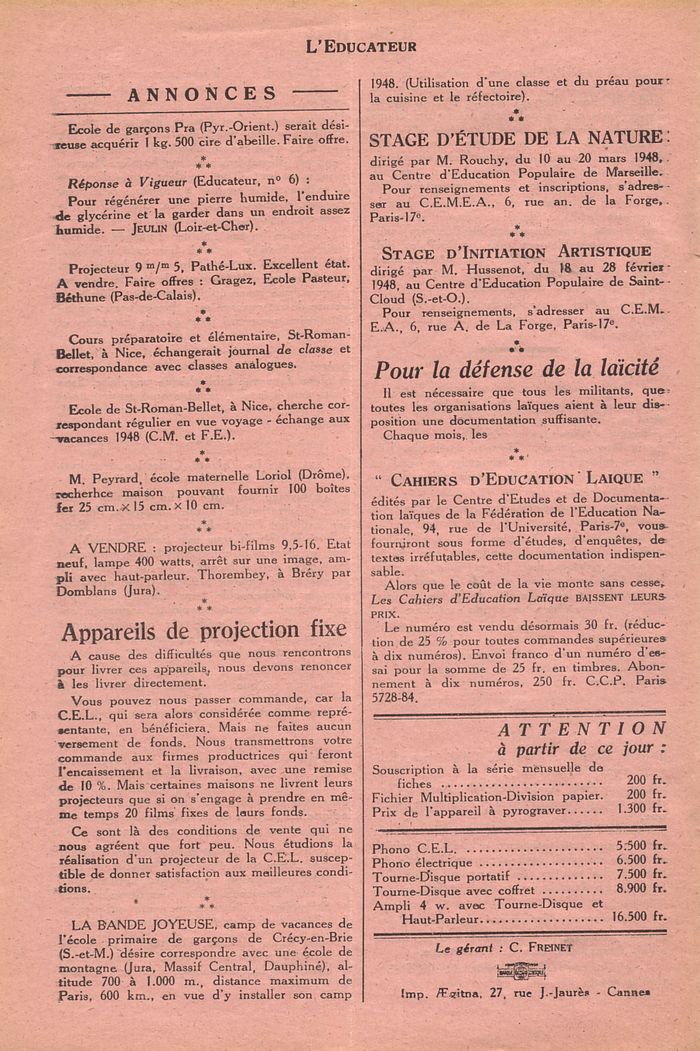 L'EDUCATEUR
ANNONCES
Ecole de garçons Pra (Pyr.-Orient.) serait dési-
reuse acquérir 1 kg. 500 cire d'abeille. Faire offre.
Réponse à Vigueur (Educateur, n° 6) :
Pour régénérer une pierre humide, l'enduire
de glycérine et la garder dans un endroit assez
humide. — JEULIN (Loir-et-Cher).
Projecteur 9 m/m 5, Pathé-Lux. Excellent état.
A vendre. Faire offres : Gragez, Ecole Pasteur,
Béthune (Pas-de-Calais).
Cours préparatoire et élémentaire, St-Roman-
Bellet, à Nice, échangerait journal de classe et
correspondance avec classes analogues.
Ecole de St-Roman-Bellet, à Nice, cherche cor-
respondant régulier en vue voyage - échange aux
vacances 1948 (C.M. et F.E.).
M. Peyrard, école maternelle Loriol (Drôme),
recherhce maison pouvant fournir 100 boîtes
fer 25 cm. × 15 cm. × 10 cm.
A VENDRE : projecteur bi-films 9,5-16. Etat
neuf, lampe 400 watts, arrêt sur une image, am-
pli avec haut-parleur. Thorembey, à Bréry par
Domblans (Jura).
Appareils de projection fixe
A cause des difficultés que nous rencontrons
pour livrer ces appareils, nous devons renoncer
à les livrer directement.
Vous pouvez nous passer commande, car la
C.E.L., qui sera alors considérée comme repré-
sentante, en bénéficiera. Mais ne faites aucun
versement de fonds. Nous transmettrons votre
commande aux firmes productrices qui feront
l'encaissement et la livraison, avec une remise
de 10 %. Mais certaines maisons ne livrent leurs
projecteurs que si on s'engage à prendre en mê-
me temps 20 films fixes de leurs fonds.
Ce sont là des conditions de vente qui ne
nous agréent que fort peu. Nous étudions la
réalisation d'un projecteur de la C.E.L. suscep-
tible de donner satisfaction aux meilleures condi-
tions.
LA BANDE JOYEUSE, camp de vacances de
l'école primaire de garçons de Crécy-en-Brie
(S.-et-M.) désire correspondre avec une école de
montagne (Jura, Massif Central, Dauphiné), al-
titude 700 à 1.000 m., distance maximum de
Paris, 600 km., en vue d'y installer son camp
1948. (Utilisation d'une classe et du préau pour
la cuisine et le réfectoire).
STAGE D'ÉTUDE DE LA NATURE
dirigé par M. Rouchy, du 10 au 20 mars 1948,
au Centre d'Education Populaire de Marseille.
Pour renseignements et inscriptions, s'adres-
ser au C.E.M.E.A., 6, rue an. de la Forge,
Paris-17e.
STAGE D'INITIATION ARTISTIQUE
dirigé par M. Hussenot, du 18 au 28 février
1948, au Centre d'Education Populaire de Saint-
Cloud (S.-et-O.).
Pour renseignements, s'adresser au C.E.M.
E.A., 6, rue A. de La Forge, Paris-17e.
Pour la défense de la laïcité
Il est nécessaire que tous les militants, que
toutes les organisations laïques aient à leur dis-
position une documentation suffisante.
Chaque mois, les
" CAHIERS D'EDUCATION LAIQUE "
édités par le Centre d'Etudes et de Documenta-
tion laïques de la Fédération de l'Education Na-
tionale, 94, rue de l'Université, Paris-7e, vous
fourniront sous forme d'études, d'enquêtes, de
textes irréfutables, cette documentation indispen-
sable.
Alors que le coût de la vie monte sans cesse,
Les Cahiers d'Education Laïque BAISSENT LEURS
PRIX.
Le numéro est vendu désormais 30 fr. (réduc-
tion de 25 % pour toutes commandes supérieures
à dix numéros). Envoi franco d'un numéro d'es-
sai pour la somme de 25 fr. en timbres. Abon-
nement à dix numéros, 250 fr. C.C.P. Paris
5728-84.
ATTENTION
à partir de ce jour :
Souscription à la série mensuelle de
fiches ........................ 200 fr.
Fichier Multiplication-Division papier. 200 fr.
Prix de l'appareil à pyrograver...... 1.300 fr.
Phono C.E.L. ...................... 5.500 fr.
Phono électrique .................... 6.500 fr.
Tourne-Disque portatif .............. 7.500 fr.
Tourne-Disque avec coffret .......... 8.900 fr.
Ampli 4 w. avec Tourne-Disque et
Haut-Parleur.................... 16.500 fr.
Le gérant : C. FREINET
Imp. Ægitna, 27, rue J.-Jaurès - Cannes